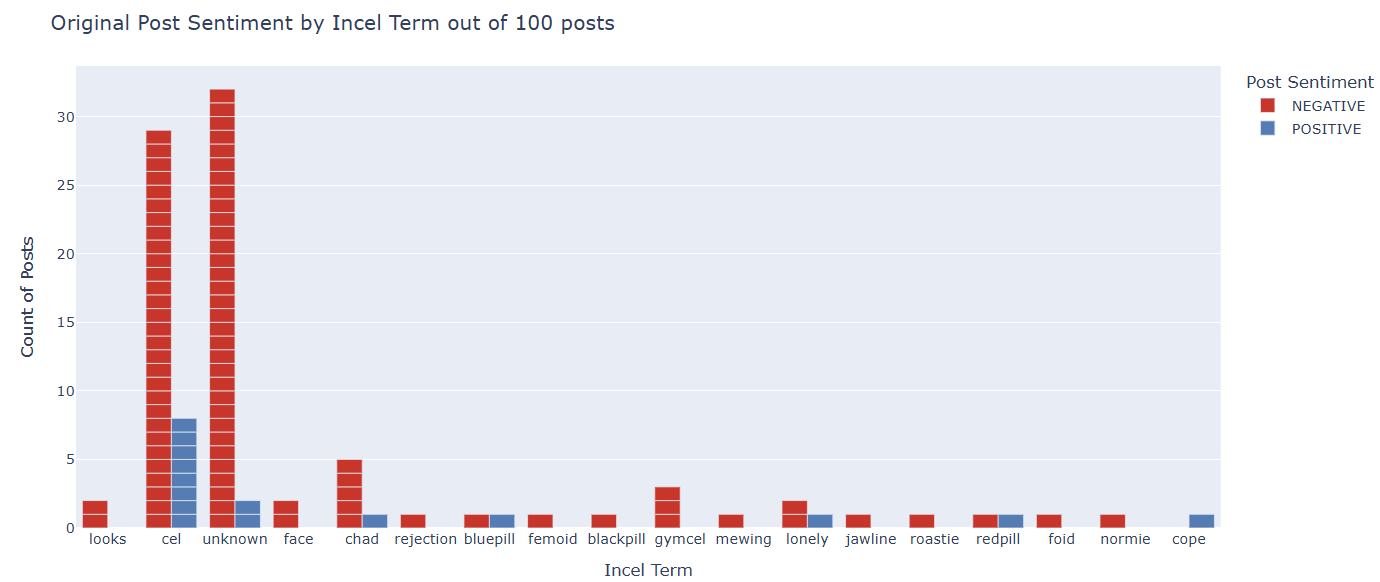 Original Post Sentiment by Incel Term out of 100 posts
Post Sentiment
NEGATIVE
POSITIVE
Count of Posts
30
25
20
15
10
5
0
looks cel unknown face chad rejection bluepill femoid blackpill gymcel mewing lonely jawline roastie redpill foid normie cope
Incel Term